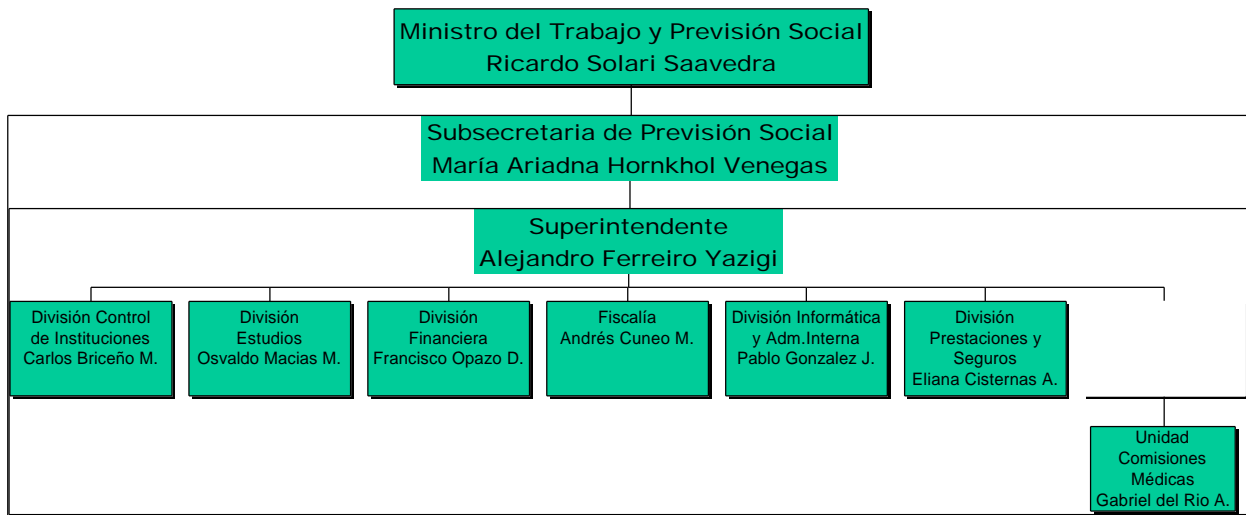 Ministro del Trabajo y Previsión Social
Ricardo Solari Saavedra
Subsecretaria de Previsión Social
María Ariadna Hornkhol Venegas
Superintendente
Alejandro Ferreiro Yazigi
División Control
de Instituciones
Carlos Briceño M.
División
Estudios
Osvaldo Macias M.
División
Financiera
Francisco Opazo D.
Fiscalía
Andrés Cuneo M.
División Informática
y Adm.Interna
Pablo Gonzalez J.
División
Prestaciones y
Seguros
Eliana Cisternas A.
Unidad
Comisiones
Médicas
Gabriel del Rio A.